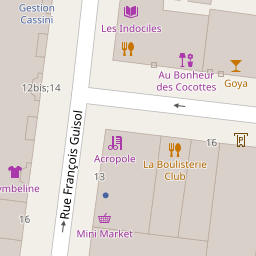 Gestion
Cassini
Les Indociles
Au Bonheur
des Cocottes
Goya
12bis;14
Rue François Guisol
16
Acropole
La Boulisterie
Club
13
mbeline
16
Mini Market